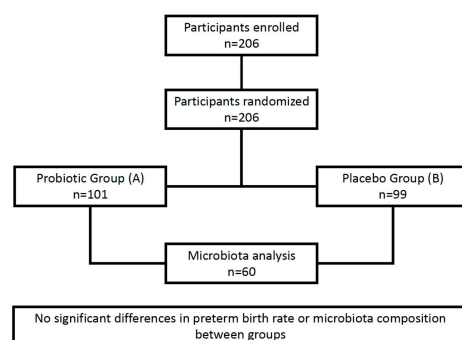 Participants enrolled
n=206
Participants randomized
n=206
Probiotic Group (A)
n=101
Placebo Group (B)
n=99
Microbiota analysis
n=60
No significant differences in preterm birth rate or microbiota composition
between groups